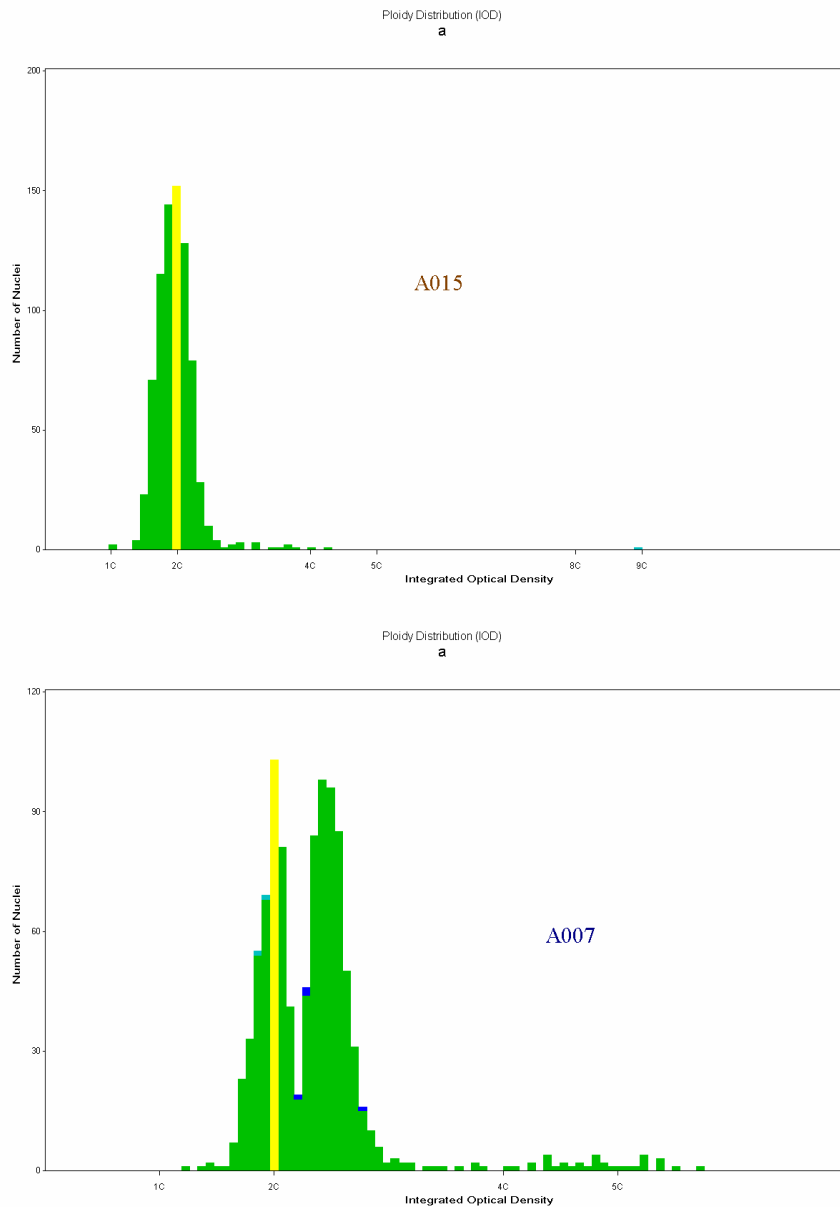 Ploidy Distribution (IOD)
a
200
150
A015
100
50
0
Number of Nuclei
1C 2C 4C 5C 8C 9C
Integrated Optical Density
Ploidy Distribution (IOD)
a
120
90
A007
60
30
0
Number of Nuclei
1C 2C 4C 5C
Integrated Optical Density